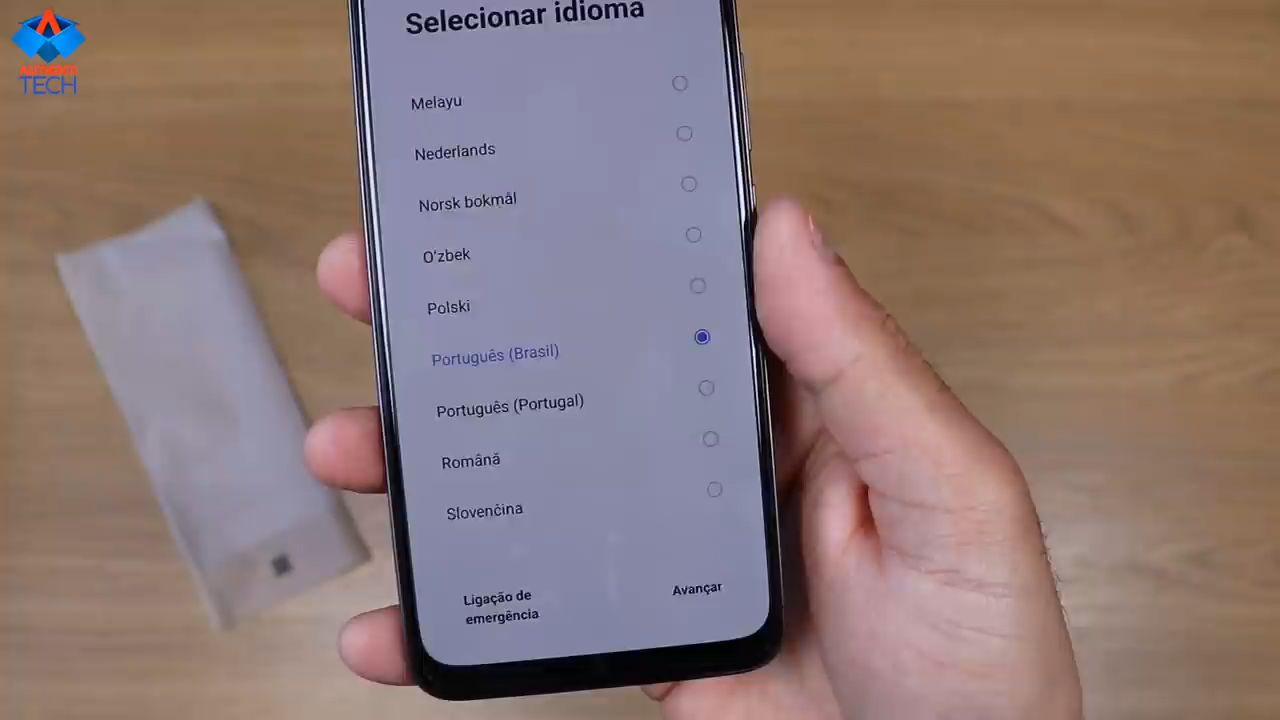 TECH
Selecionar idioma
Melayu
Nederlands
Norsk bokmål
O'zbek
Polski
Português (Brasil)
Português (Portugal)
Română
Slovenčina
Ligação de
emergência
Avançar